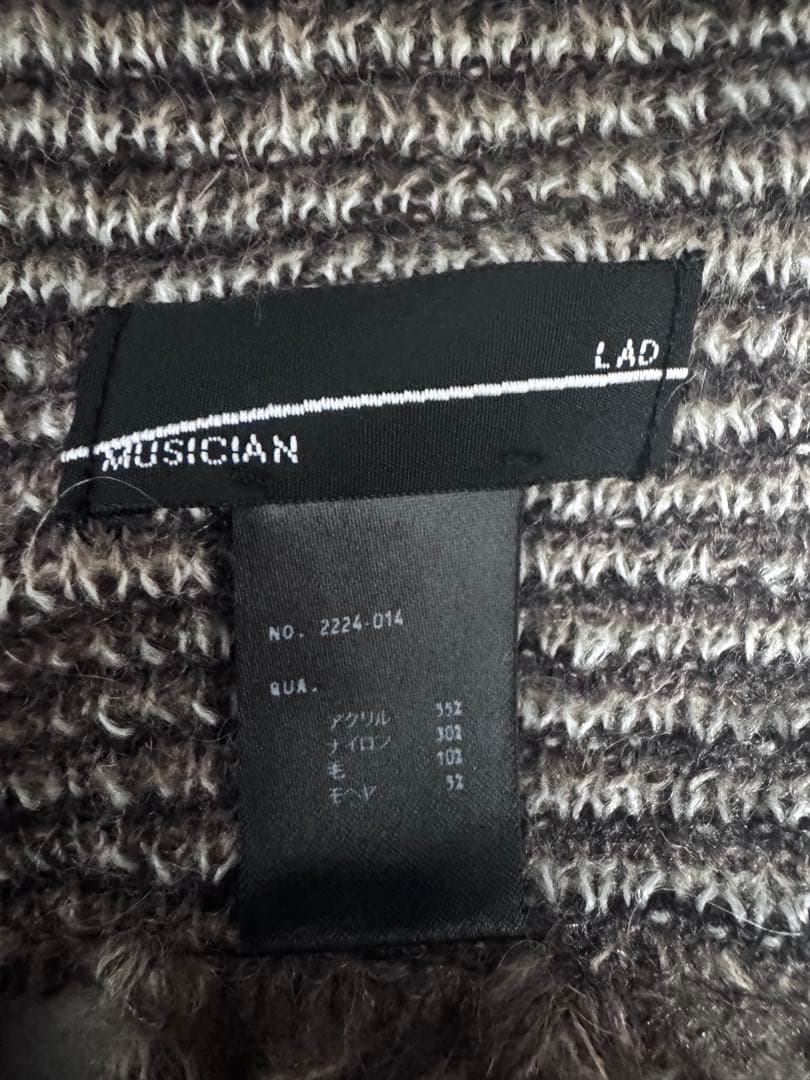 LAD
MUSICIAN
NO. 2224-014
QUA.
アクリル
ナイロン 30%
毛 10%
モヘヤ 5%